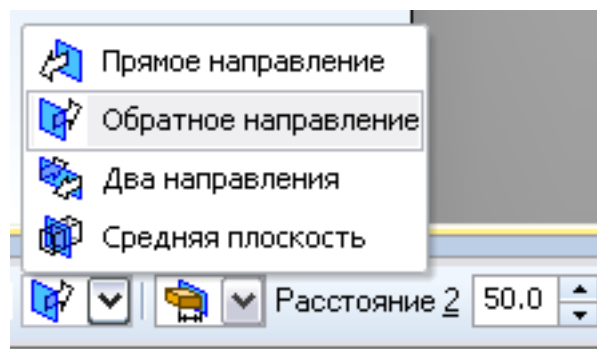 Прямое направление
Обратное направление
Два направления
Средняя плоскость
Расстояние 2 50.0